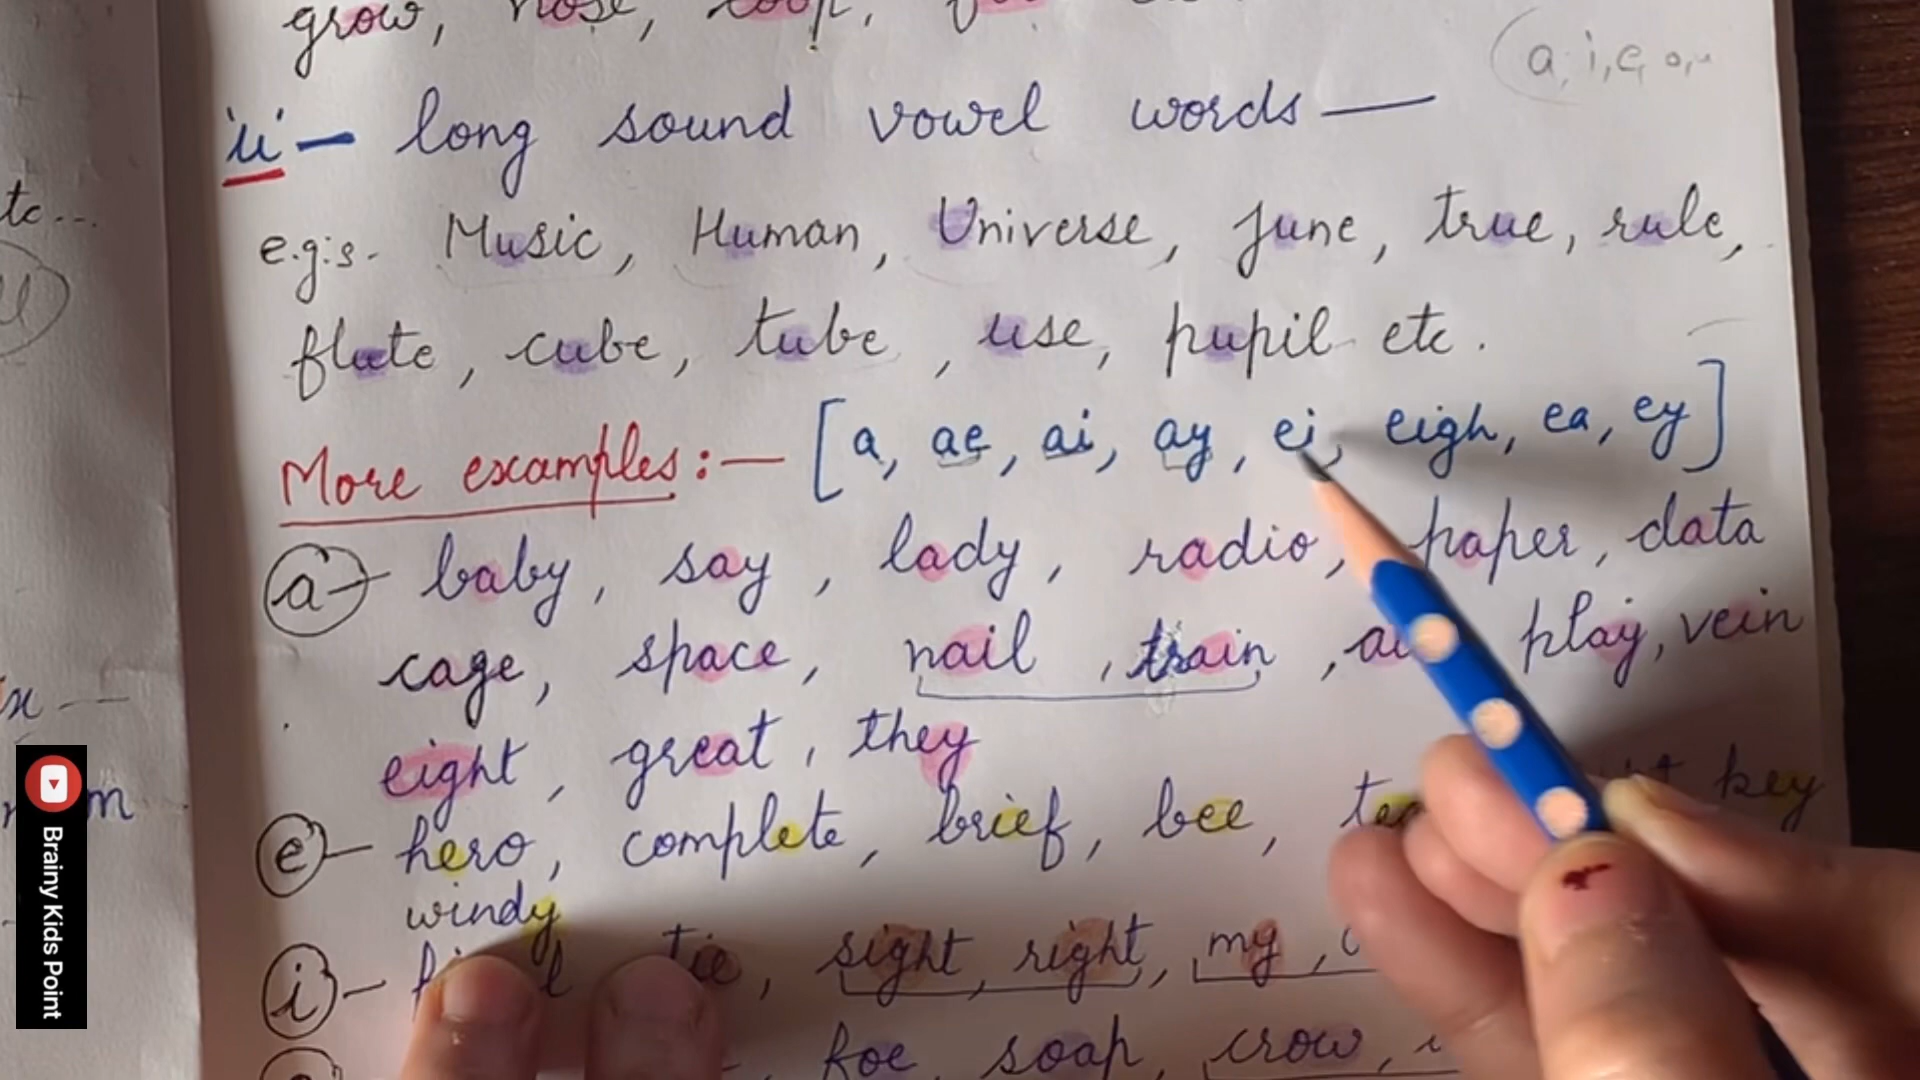 grow, nose,
(a, i, e, o,
'u' — long sound vowel words —
e.g:s. Music, Human, Universe, June, true, rule,
flute, cube, tube, use, pupil etc.
More examples:— [a, ae, ai, ay, ei, eigh, ea, ey]
a— baby, say, lady, radio, paper, data
cage, space, nail, train, play, vein
eight, great, they
e— hero, complete, brief, bee, key
windy
i— tie, sight, right, my,
foe, soap, crow,
tc...
m
Brainy Kids Point